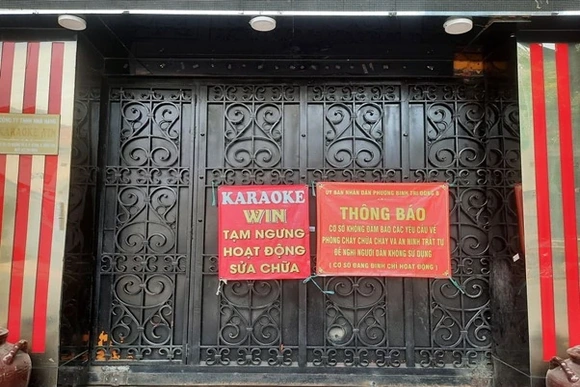 KARAOKE
WIN
TẠM NGƯNG
HOẠT ĐỘNG
SỬA CHỮA
ỦY BAN NHÂN DÂN PHƯỜNG BÌNH TRỊ ĐÔNG B
THÔNG BÁO
CƠ SỞ KHÔNG ĐẢM BẢO CÁC YÊU CẦU VỀ
PHÒNG CHÁY CHỮA CHÁY VÀ AN NINH TRẬT TỰ
ĐỀ NGHỊ NGƯỜI DÂN KHÔNG SỬ DỤNG
( CƠ SỞ ĐANG ĐÌNH CHỈ HOẠT ĐỘNG )
KARAOKE WIN